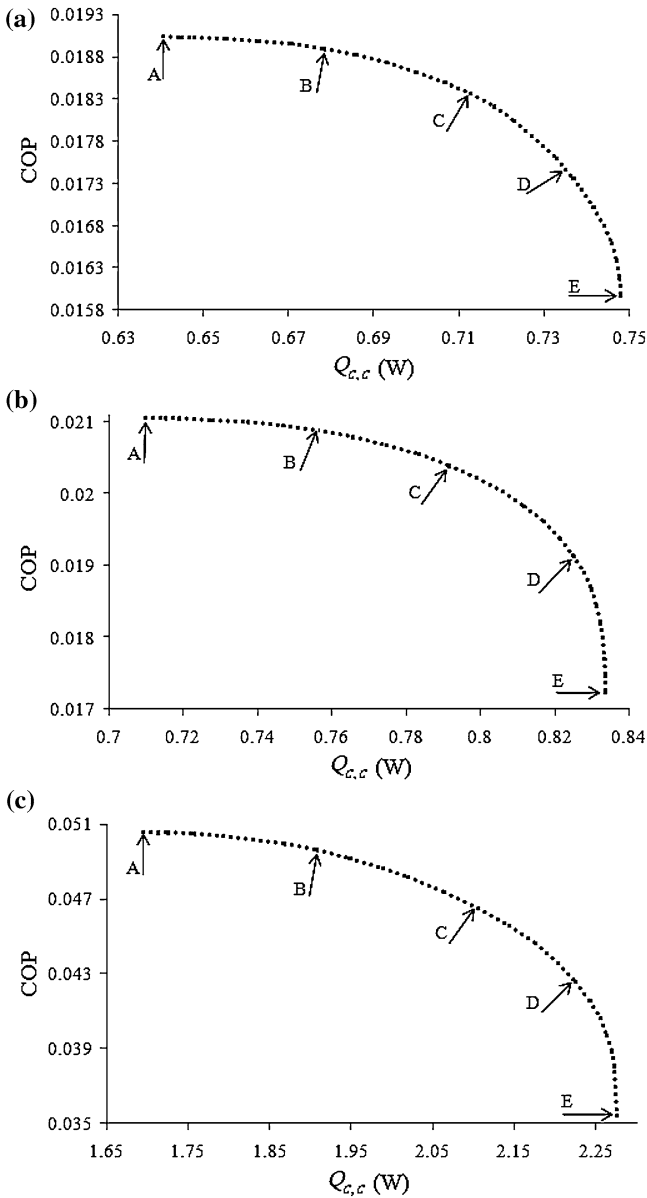 (a)
0.0193
0.0188
0.0183
0.0178
0.0173
0.0168
0.0163
0.0158
COP
A
B
C
D
E
0.63 0.65 0.67 0.69 0.71 0.73 0.75
Qc,c (W)
(b)
0.021
0.02
0.019
0.018
0.017
COP
A
B
C
D
E
0.7 0.72 0.74 0.76 0.78 0.8 0.82 0.84
Qc,c (W)
(c)
0.051
0.047
0.043
0.039
0.035
COP
A
B
C
D
E
1.65 1.75 1.85 1.95 2.05 2.15 2.25
Qc,c (W)